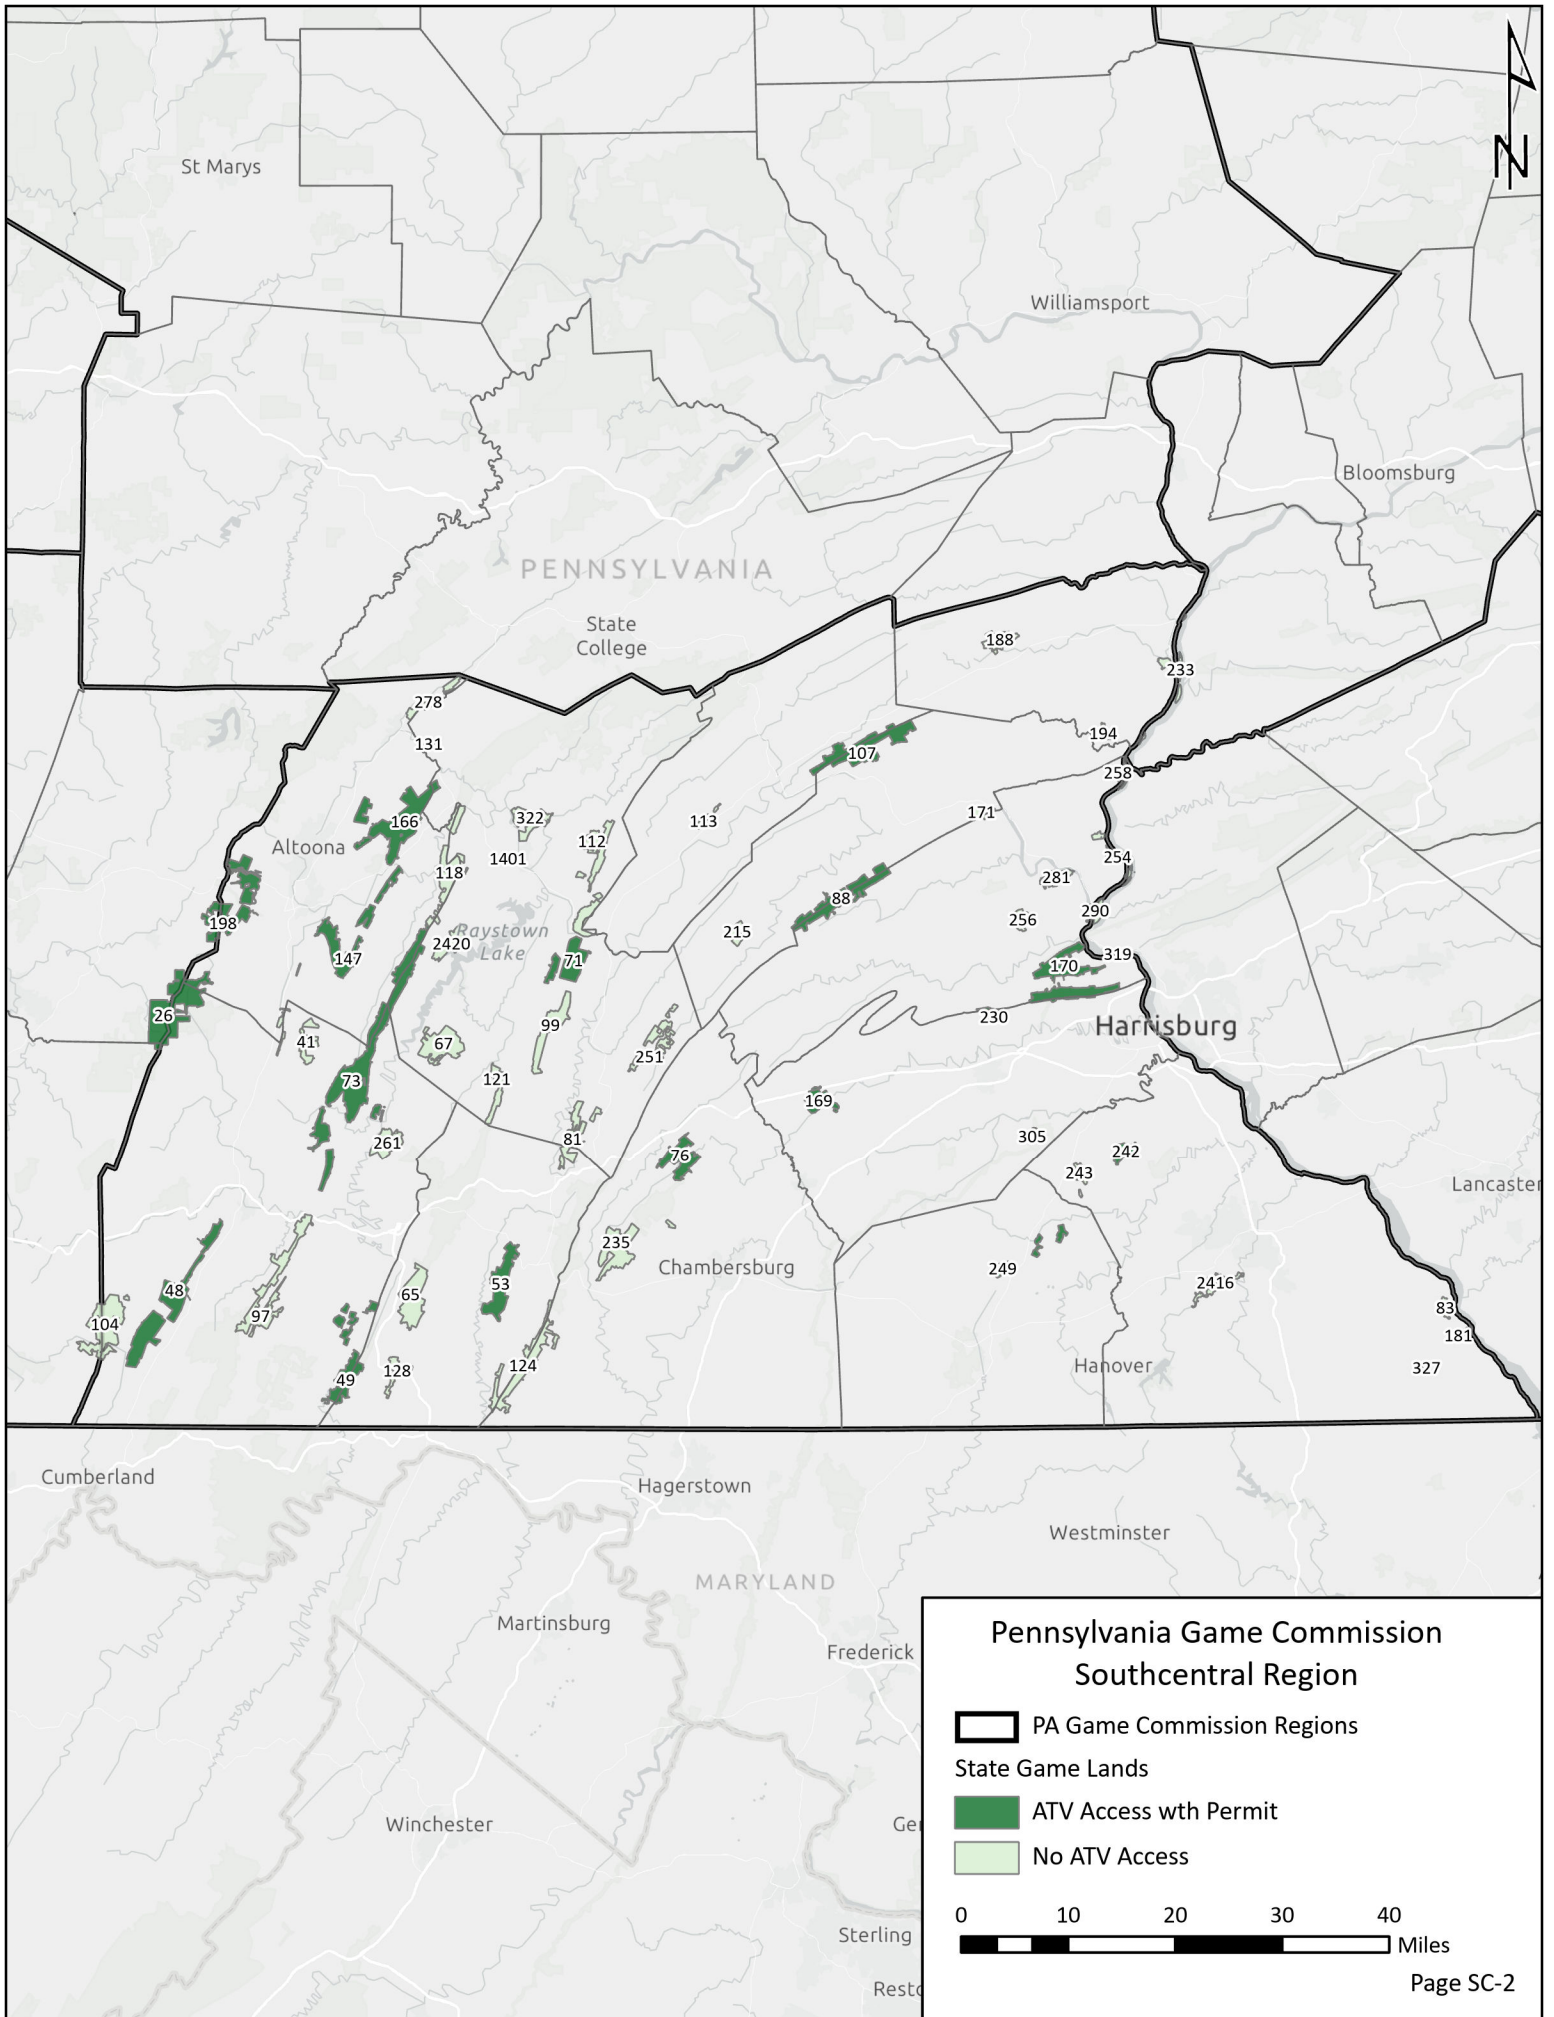 N
St Marys
Williamsport
Bloomsburg
PENNSYLVANIA
State
College
188
233
278
194
131
107
258
166
322
171
113
Altoona
112
1401
254
118
281
88
290
198
256
215
Raystown
2420
Lake
319
147
71
170
26
230
99
Harrisburg
41
67
251
121
73
169
305
81
261
242
76
243
Lancaster
235
Chambersburg
249
53
2416
48
65
83
97
104
181
124
Hanover
327
128
49
Cumberland
Hagerstown
Westminster
MARYLAND
Martinsburg
Frederick
Winchester
Ger
Sterling
Resto
Pennsylvania Game Commission
Southcentral Region
PA Game Commission Regions
State Game Lands
ATV Access wth Permit
No ATV Access
0 10 20 30 40
Miles
Page SC-2